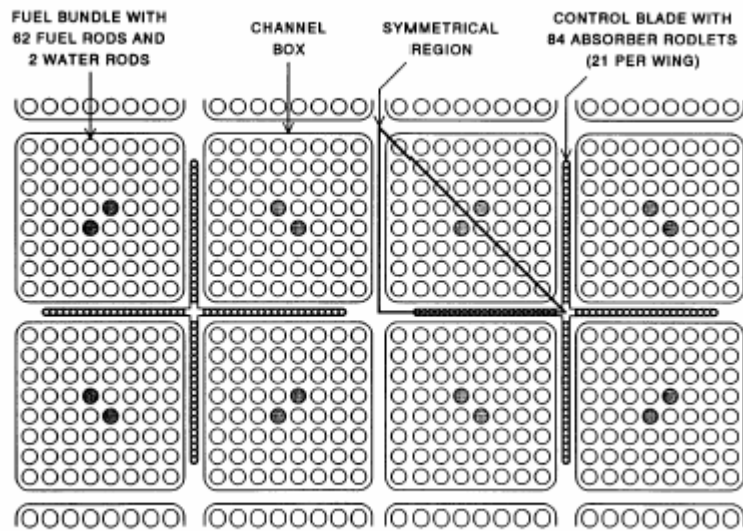 FUEL BUNDLE WITH
62 FUEL RODS AND
2 WATER RODS
CHANNEL
BOX
SYMMETRICAL
REGION
CONTROL BLADE WITH
84 ABSORBER RODLETS
(21 PER WING)